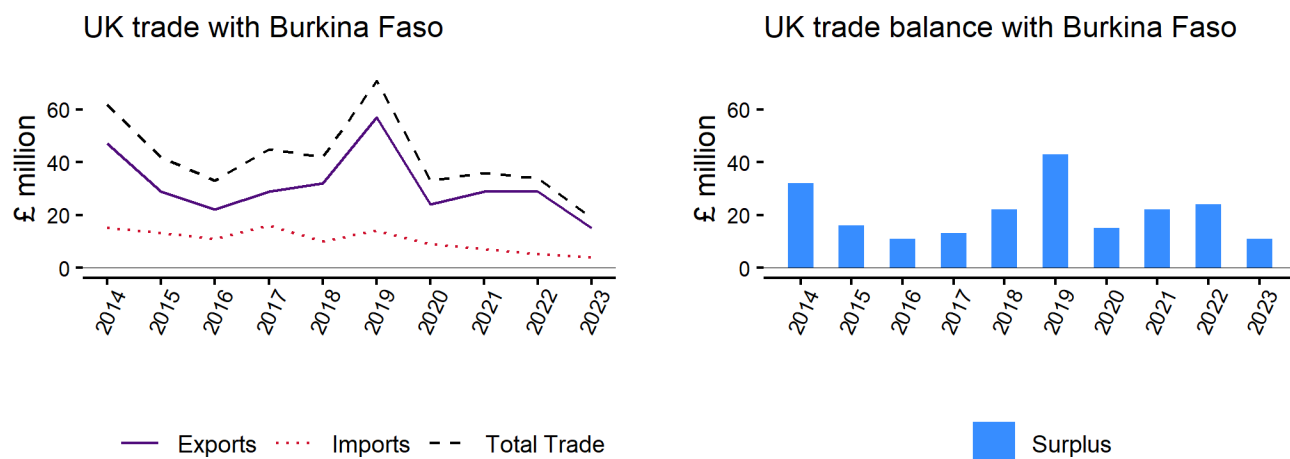 UK trade with Burkina Faso
£ million
60
40
20
0
2014 2015 2016 2017 2018 2019 2020 2021 2022 2023
Exports Imports Total Trade
UK trade balance with Burkina Faso
£ million
60
40
20
0
2014 2015 2016 2017 2018 2019 2020 2021 2022 2023
Surplus